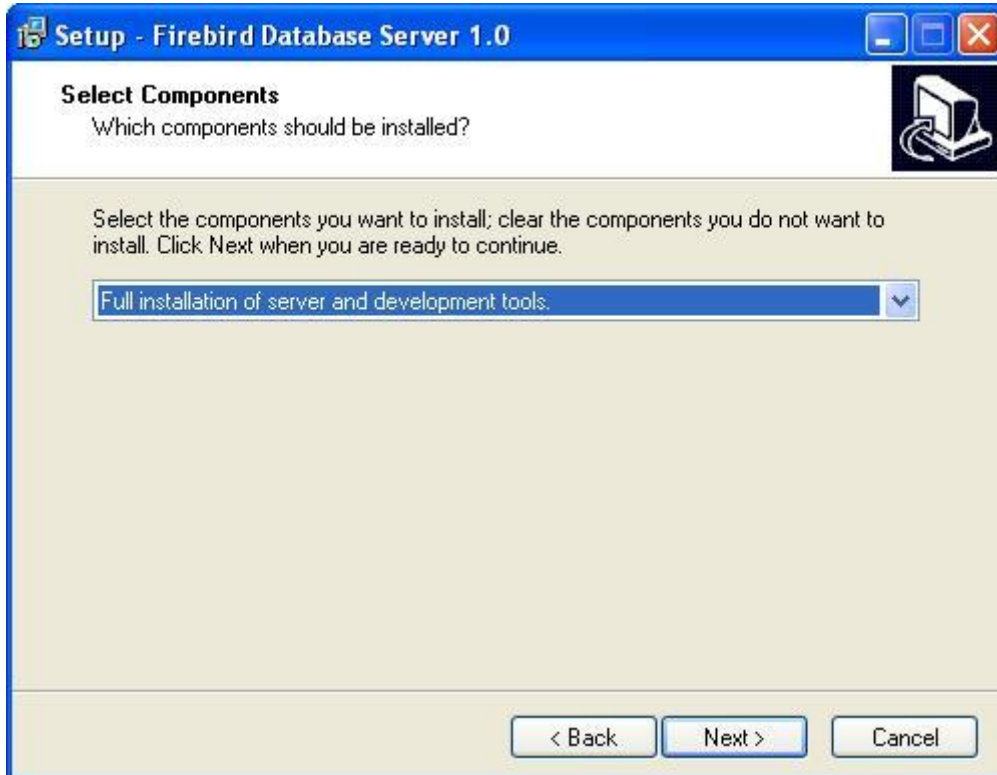 Setup - Firebird Database Server 1.0
Select Components
Which components should be installed?
Select the components you want to install; clear the components you do not want to
install. Click Next when you are ready to continue.
Full installation of server and development tools.
< Back
Next >
Cancel